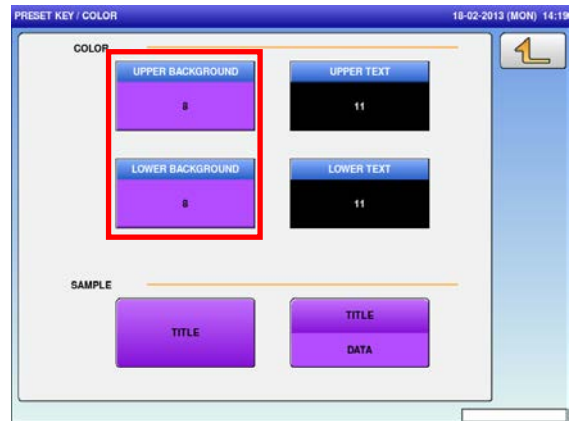 PRESET KEY / COLOR 18-02-2013 (MON) 14:19
COLOR
UPPER BACKGROUND UPPER TEXT
8 11
LOWER BACKGROUND LOWER TEXT
8 11
SAMPLE
TITLE
TITLE
DATA